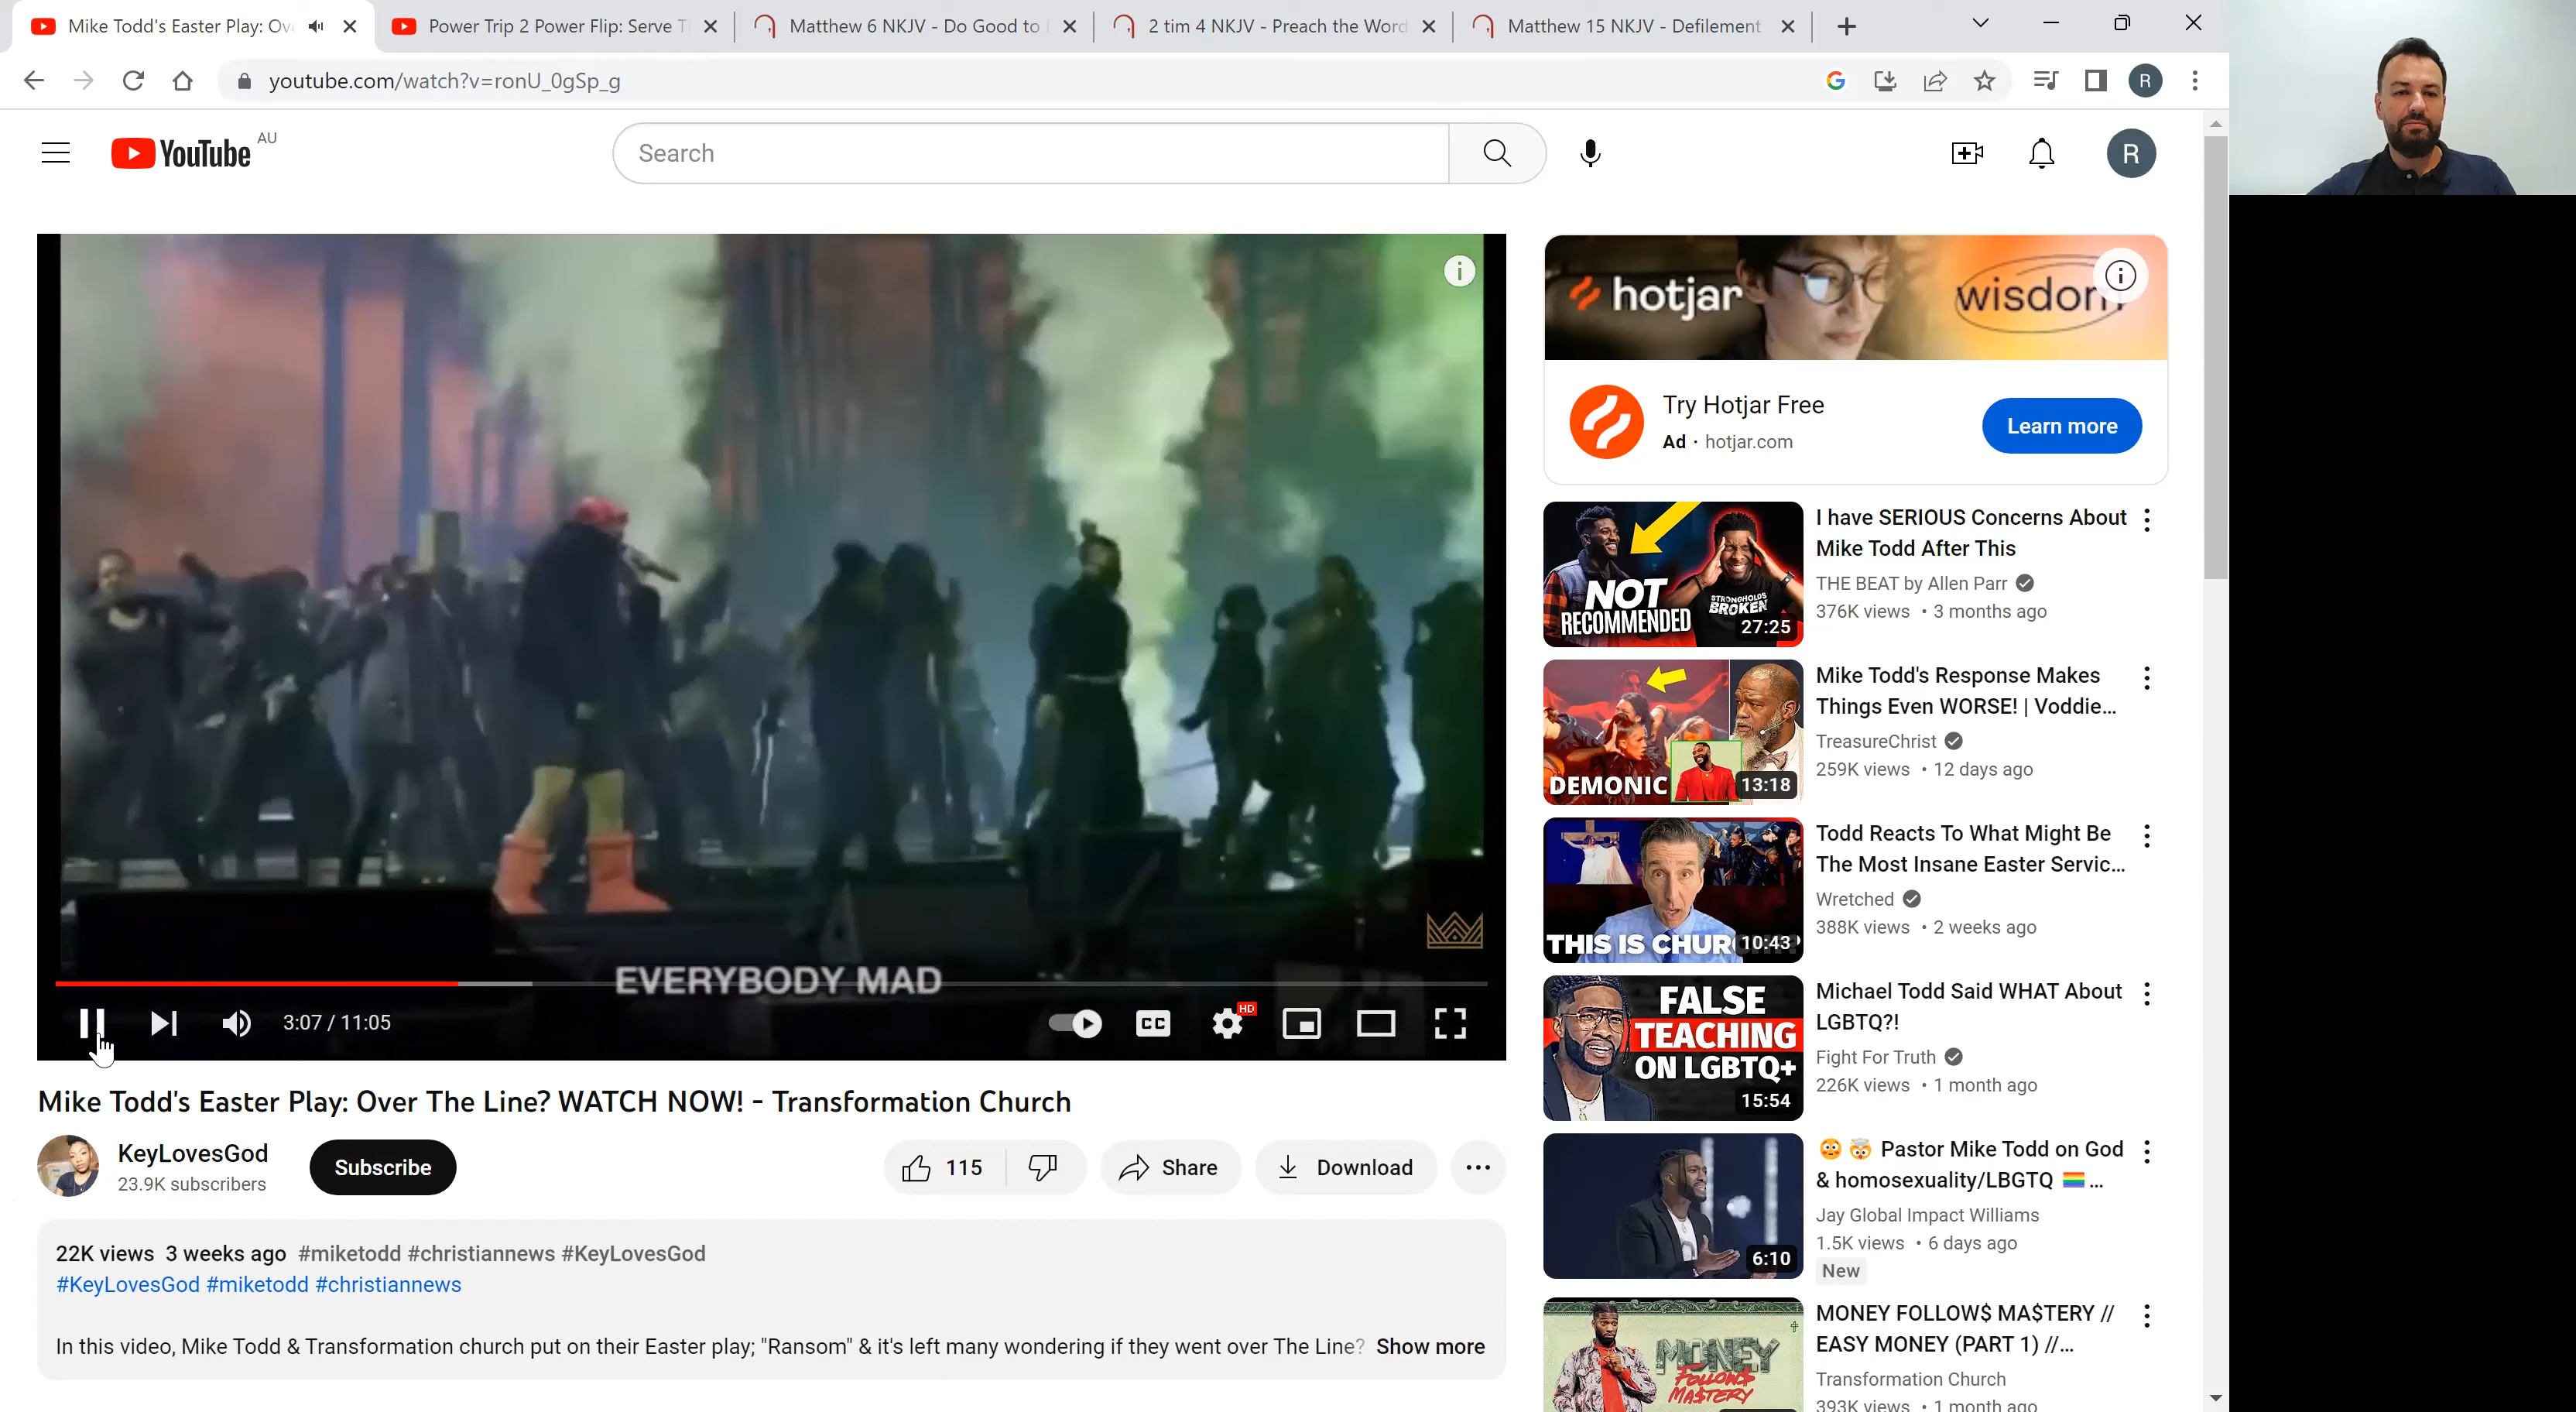 Mike Todd's Easter Play: Ov
Power Trip 2 Power Flip: Serve T
Matthew 6 NKJV - Do Good to
2 tim 4 NKJV - Preach the Word
Matthew 15 NKJV - Defilement
youtube.com/watch?v=ronU_0gSp_g
R
YouTube AU
Search
R
EVERYBODY MAD
3:07 / 11:05
CC
HD
Mike Todd's Easter Play: Over The Line? WATCH NOW! - Transformation Church
KeyLovesGod
23.9K subscribers
Subscribe
115
Share
Download
22K views 3 weeks ago #miketodd #christiannews #KeyLovesGod
#KeyLovesGod #miketodd #christiannews
In this video, Mike Todd & Transformation church put on their Easter play; "Ransom" & it's left many wondering if they went over The Line? Show more
hotjar
wisdom
Try Hotjar Free
Ad · hotjar.com
Learn more
NOT
RECOMMENDED
STRONGHOLDS
BROKEN
27:25
I have SERIOUS Concerns About
Mike Todd After This
THE BEAT by Allen Parr
376K views • 3 months ago
DEMONIC
13:18
Mike Todd's Response Makes
Things Even WORSE! | Voddie...
TreasureChrist
259K views • 12 days ago
THIS IS CHUR
10:43
Todd Reacts To What Might Be
The Most Insane Easter Servic...
Wretched
388K views • 2 weeks ago
FALSE
TEACHING
ON LGBTQ+
15:54
Michael Todd Said WHAT About
LGBTQ?!
Fight For Truth
226K views • 1 month ago
6:10
😳 🤯 Pastor Mike Todd on God
& homosexuality/LBGTQ 🏳️‍🌈 ...
Jay Global Impact Williams
1.5K views • 6 days ago
New
MONEY
FOLLOW$
MA$TERY
MONEY FOLLOW$ MA$TERY //
EASY MONEY (PART 1) //...
Transformation Church
393K views • 1 month ago